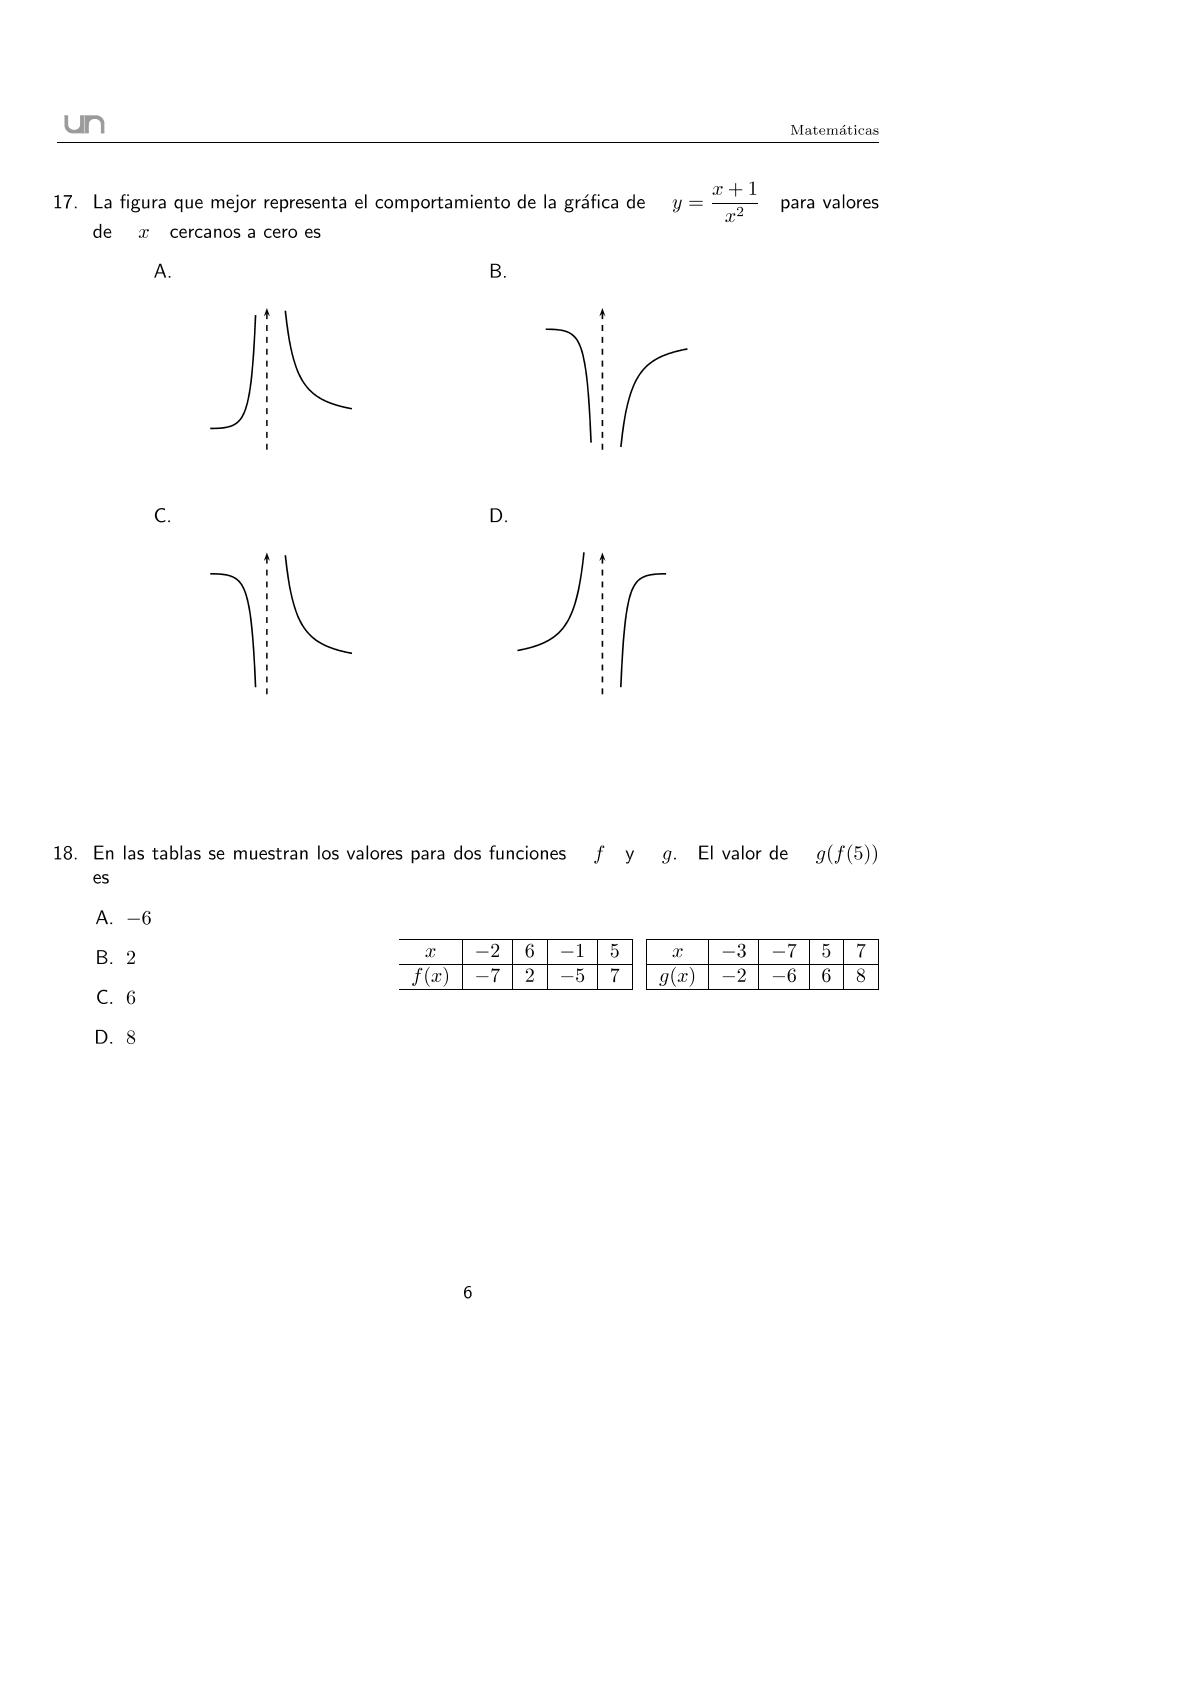 un
Matemáticas
17. La figura que mejor representa el comportamiento de la gráfica de y = (x + 1)/x² para valores
de x cercanos a cero es
A. B.
C. D.
18. En las tablas se muestran los valores para dos funciones f y g. El valor de g(f(5))
es
A. −6
B. 2
C. 6
D. 8
x −2 6 −1 5
f(x) −7 2 −5 7
x −3 −7 5 7
g(x) −2 −6 6 8
6